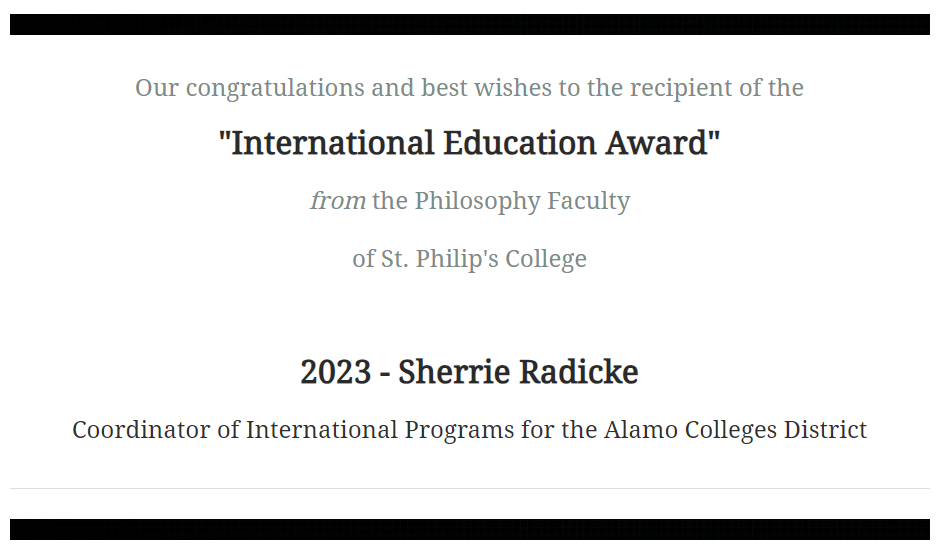 Our congratulations and best wishes to the recipient of the
"International Education Award"
from the Philosophy Faculty
of St. Philip's College
2023 - Sherrie Radicke
Coordinator of International Programs for the Alamo Colleges District